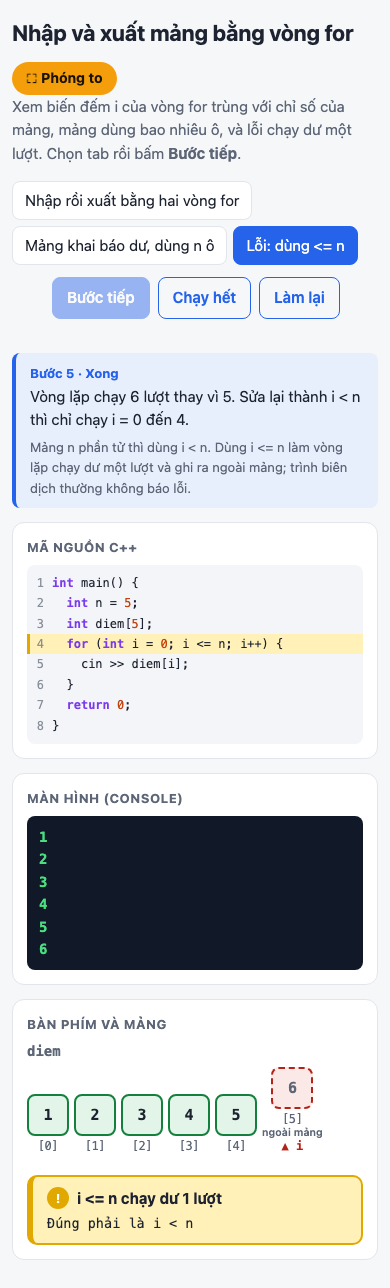 Nhập và xuất mảng bằng vòng for
⛶ Phóng to
Xem biến đếm i của vòng for trùng với chỉ số của
mảng, mảng dùng bao nhiêu ô, và lỗi chạy dư một
lượt. Chọn tab rồi bấm Bước tiếp.
Nhập rồi xuất bằng hai vòng for
Mảng khai báo dư, dùng n ô
Lỗi: dùng <= n
Bước tiếp
Chạy hết
Làm lại
Bước 5 · Xong
Vòng lặp chạy 6 lượt thay vì 5. Sửa lại thành i < n
thì chỉ chạy i = 0 đến 4.
Mảng n phần tử thì dùng i < n. Dùng i <= n làm vòng
lặp chạy dư một lượt và ghi ra ngoài mảng; trình biên
dịch thường không báo lỗi.
MÃ NGUỒN C++
1 int main() {
2   int n = 5;
3   int diem[5];
4   for (int i = 0; i <= n; i++) {
5     cin >> diem[i];
6   }
7   return 0;
8 }
MÀN HÌNH (CONSOLE)
1
2
3
4
5
6
BÀN PHÍM VÀ MẢNG
diem
1 2 3 4 5 6
[0] [1] [2] [3] [4] [5]
ngoài mảng
▲ i
! i <= n chạy dư 1 lượt
Đúng phải là i < n